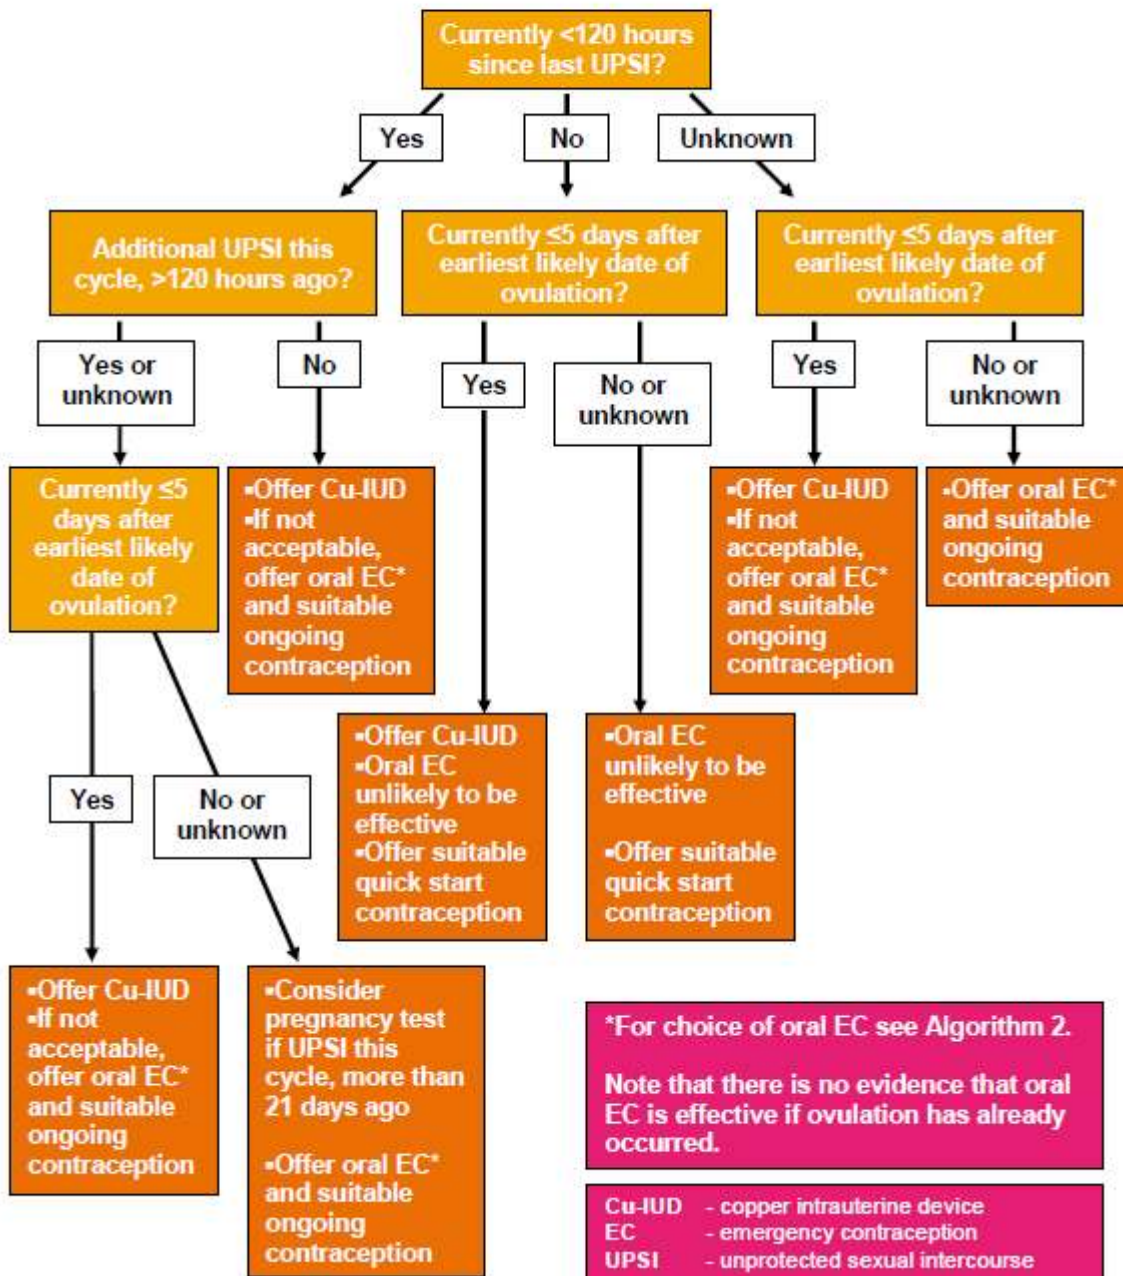 Currently <120 hours
since last UPSI?
Yes
No
Unknown
Additional UPSI this
cycle, >120 hours ago?
Currently ≤5 days after
earliest likely date of
ovulation?
Currently ≤5 days after
earliest likely date of
ovulation?
Yes or
unknown
No
Yes
No or
unknown
Yes
No or
unknown
Currently ≤5
days after
earliest likely
date of
ovulation?
▪Offer Cu-IUD
▪If not
acceptable,
offer oral EC*
and suitable
ongoing
contraception
▪Offer Cu-IUD
▪If not
acceptable,
offer oral EC*
and suitable
ongoing
contraception
▪Offer oral EC*
and suitable
ongoing
contraception
Yes
No or
unknown
▪Offer Cu-IUD
▪Oral EC
unlikely to be
effective
▪Offer suitable
quick start
contraception
▪Oral EC
unlikely to be
effective
▪Offer suitable
quick start
contraception
▪Offer Cu-IUD
▪If not
acceptable,
offer oral EC*
and suitable
ongoing
contraception
▪Consider
pregnancy test
if UPSI this
cycle, more than
21 days ago
▪Offer oral EC*
and suitable
ongoing
contraception
*For choice of oral EC see Algorithm 2.
Note that there is no evidence that oral
EC is effective if ovulation has already
occurred.
Cu-IUD - copper intrauterine device
EC - emergency contraception
UPSI - unprotected sexual intercourse